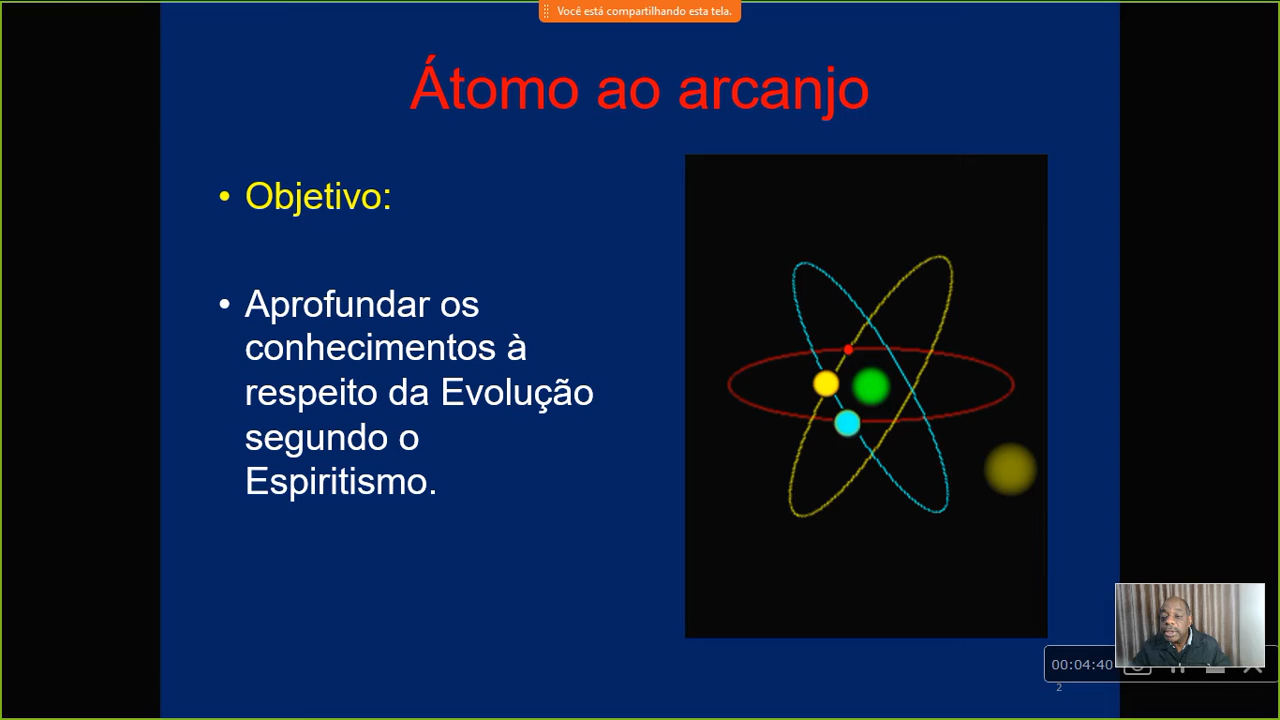 Você está compartilhando esta tela.
Átomo ao arcanjo
• Objetivo:
• Aprofundar os
conhecimentos à
respeito da Evolução
segundo o
Espiritismo.
00:04:40
2